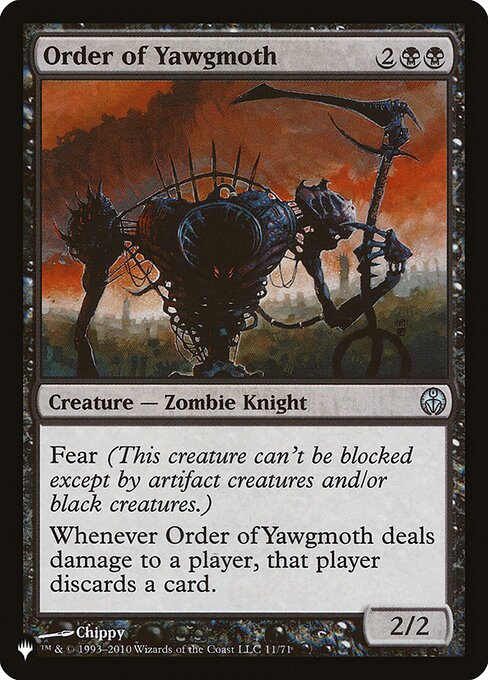 Order of Yawgmoth 2
Creature — Zombie Knight
Fear (This creature can't be blocked
except by artifact creatures and/or
black creatures.)
Whenever Order of Yawgmoth deals
damage to a player, that player
discards a card.
Chippy
2/2
™ & © 1993–2010 Wizards of the Coast LLC 11/71